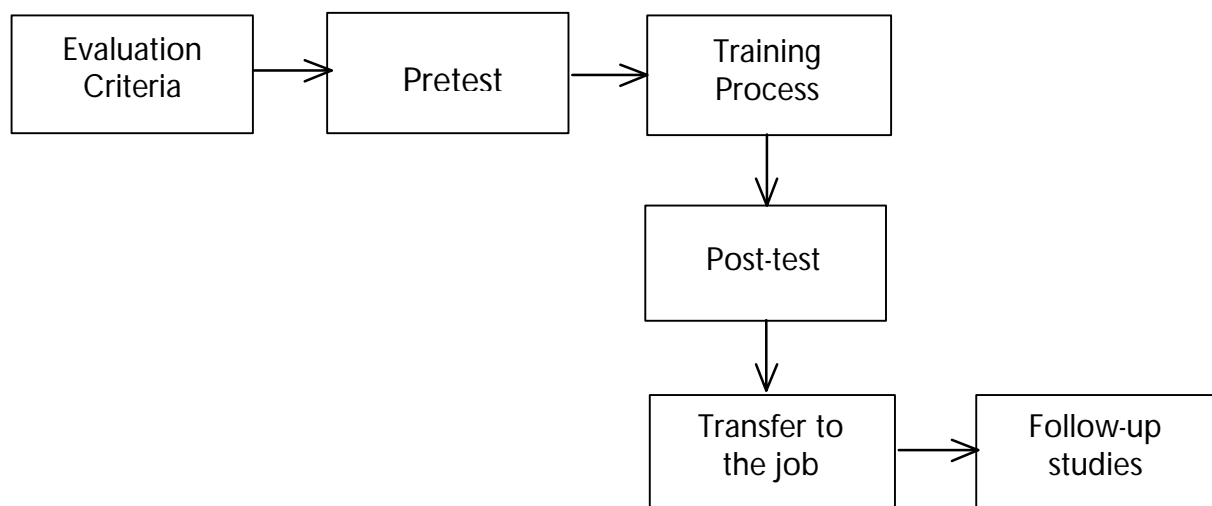 Evaluation
Criteria
Pretest
Training
Process
Post-test
Transfer to
the job
Follow-up
studies